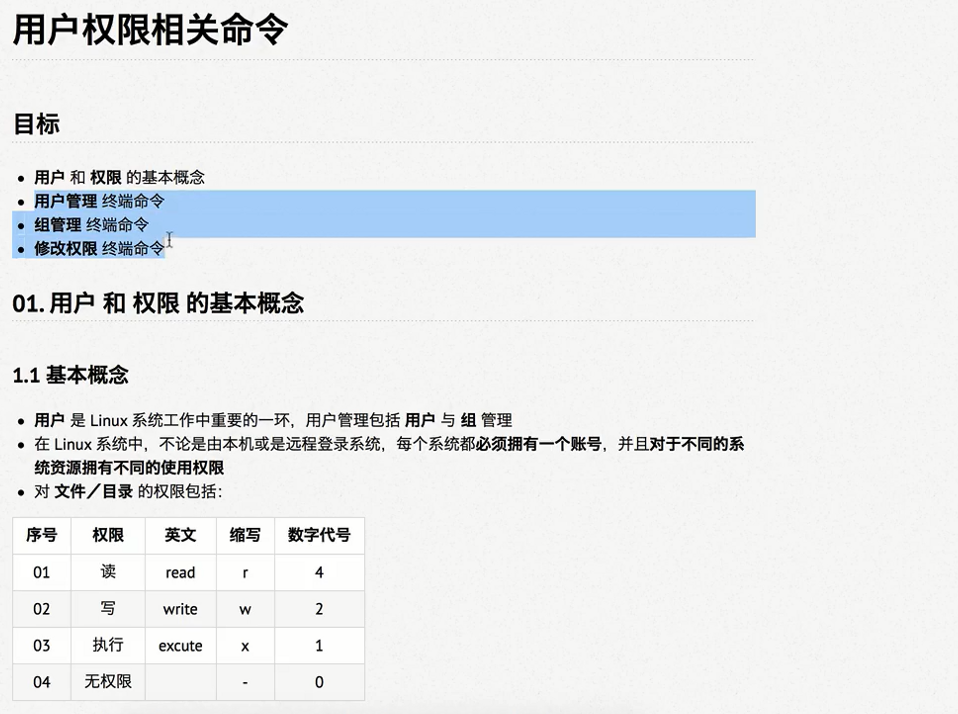 用户权限相关命令
目标
用户 和 权限 的基本概念
用户管理 终端命令
组管理 终端命令
修改权限 终端命令
01. 用户 和 权限 的基本概念
1.1 基本概念
用户 是 Linux 系统工作中重要的一环，用户管理包括 用户 与 组 管理
在 Linux 系统中，不论是由本机或是远程登录系统，每个系统都必须拥有一个账号，并且对于不同的系
统资源拥有不同的使用权限
对 文件／目录 的权限包括：
序号 权限 英文 缩写 数字代号
01 读 read r 4
02 写 write w 2
03 执行 excute x 1
04 无权限 - 0